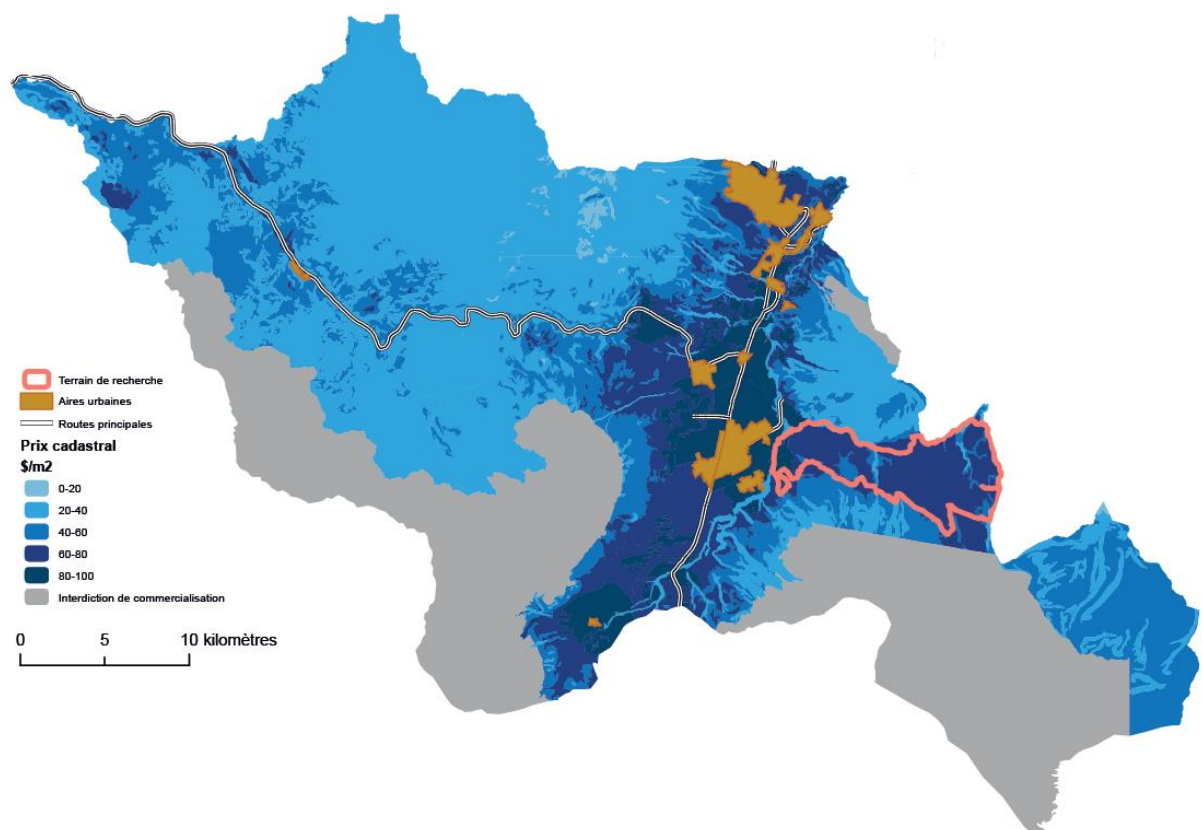 Terrain de recherche
Aires urbaines
Routes principales
Prix cadastral
$/m2
0-20
20-40
40-60
60-80
80-100
Interdiction de commercialisation
0 5 10 kilomètres